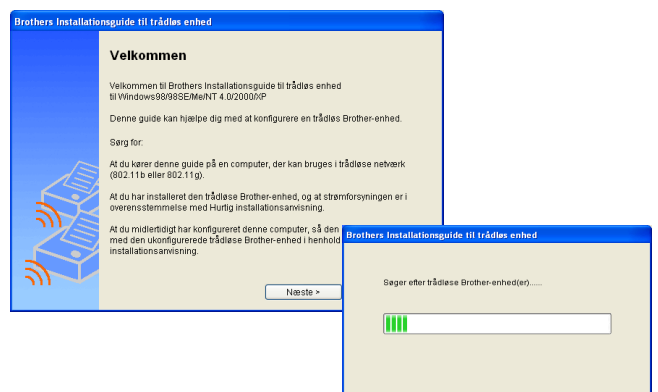 Brothers Installationsguide til trådløs enhed
Velkommen
Velkommen til Brothers Installationsguide til trådløs enhed
til Windows98/98SE/Me/NT 4.0/2000/XP
Denne guide kan hjælpe dig med at konfigurere en trådløs Brother-enhed.
Sørg for:
At du kører denne guide på en computer, der kan bruges i trådløse netværk
(802.11b eller 802.11g).
At du har installeret den trådløse Brother-enhed, og at strømforsyningen er i
overensstemmelse med Hurtig installationsanvisning.
At du midlertidigt har konfigureret denne computer, så den
med den ukonfigurerede trådløse Brother-enhed i henhold
installationsanvisning.
Næste >
Brothers Installationsguide til trådløs enhed
Søger efter trådløse Brother-enhed(er)......